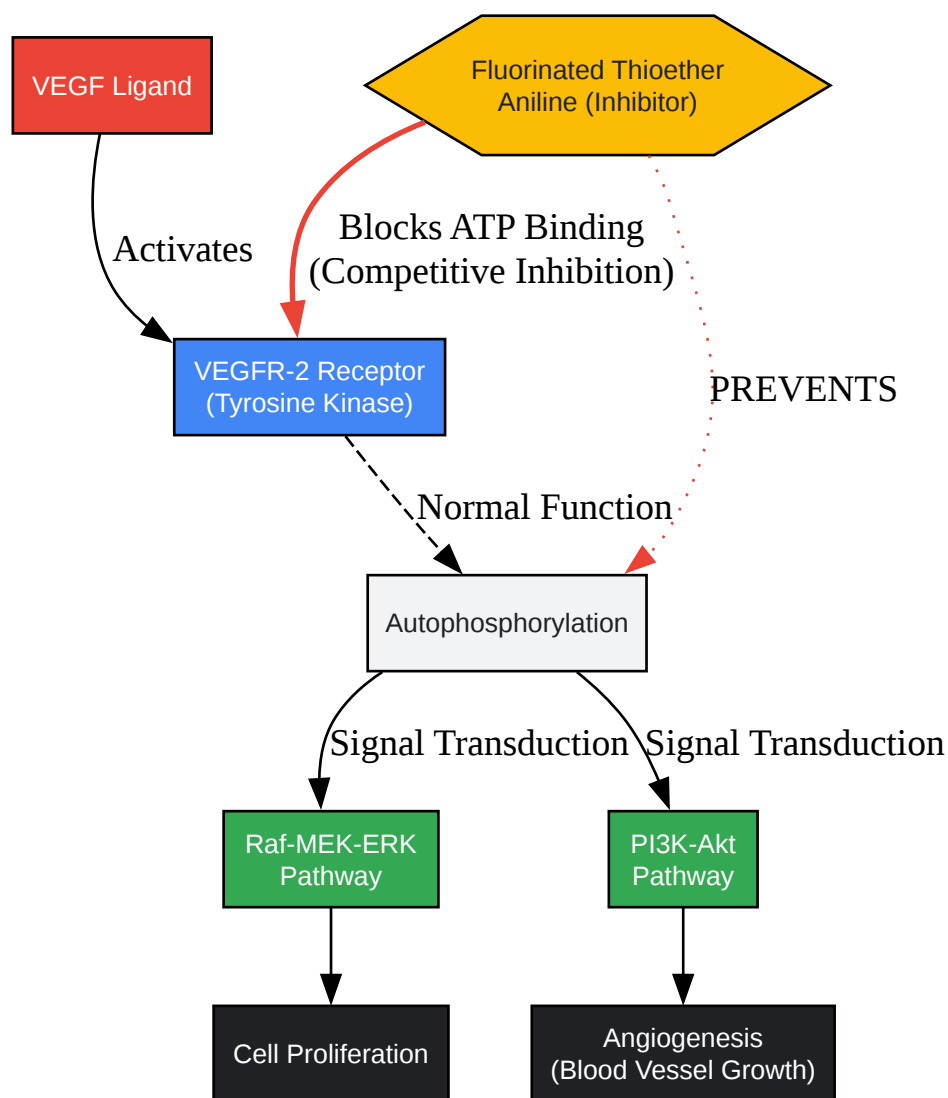 VEGF Ligand
Fluorinated Thioether
Aniline (Inhibitor)
Activates
Blocks ATP Binding
(Competitive Inhibition)
VEGFR-2 Receptor
(Tyrosine Kinase)
PREVENTS
Normal Function
Autophosphorylation
Signal Transduction
Signal Transduction
Raf-MEK-ERK
Pathway
PI3K-Akt
Pathway
Cell Proliferation
Angiogenesis
(Blood Vessel Growth)